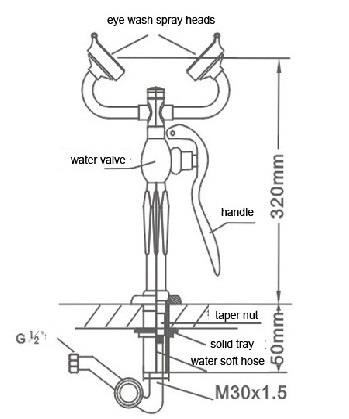 eye wash spray heads
water valve
320mm
handle
taper nut
50mm
solid tray
G ½"
water soft hose
M30x1.5